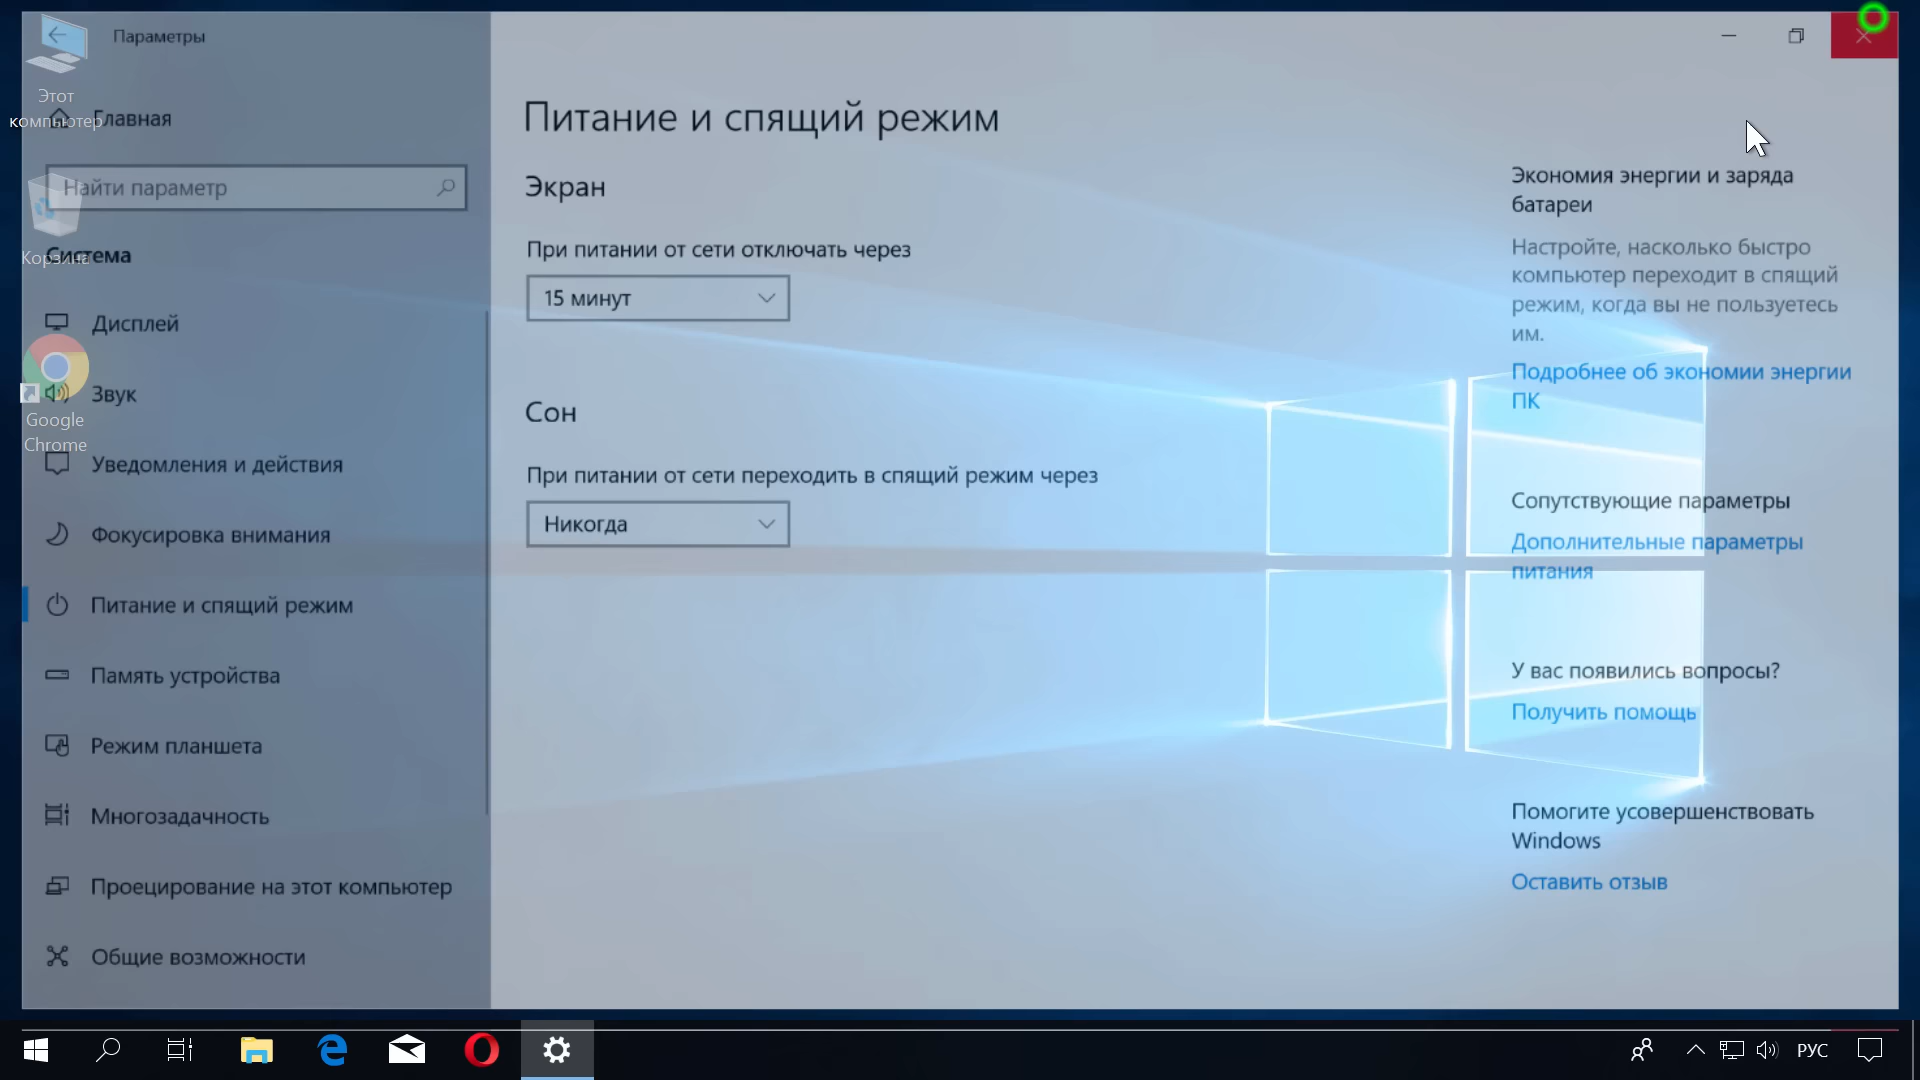 Параметры
Этот
компьютер
Главная
Найти параметр
Корзина
Система
Дисплей
Звук
Google
Chrome
Уведомления и действия
Фокусировка внимания
Питание и спящий режим
Память устройства
Режим планшета
Многозадачность
Проецирование на этот компьютер
Общие возможности
Питание и спящий режим
Экран
При питании от сети отключать через
15 минут
Сон
При питании от сети переходить в спящий режим через
Никогда
Экономия энергии и заряда
батареи
Настройте, насколько быстро
компьютер переходит в спящий
режим, когда вы не пользуетесь
им.
Подробнее об экономии энергии
ПК
Сопутствующие параметры
Дополнительные параметры
питания
У вас появились вопросы?
Получить помощь
Помогите усовершенствовать
Windows
Оставить отзыв
РУС